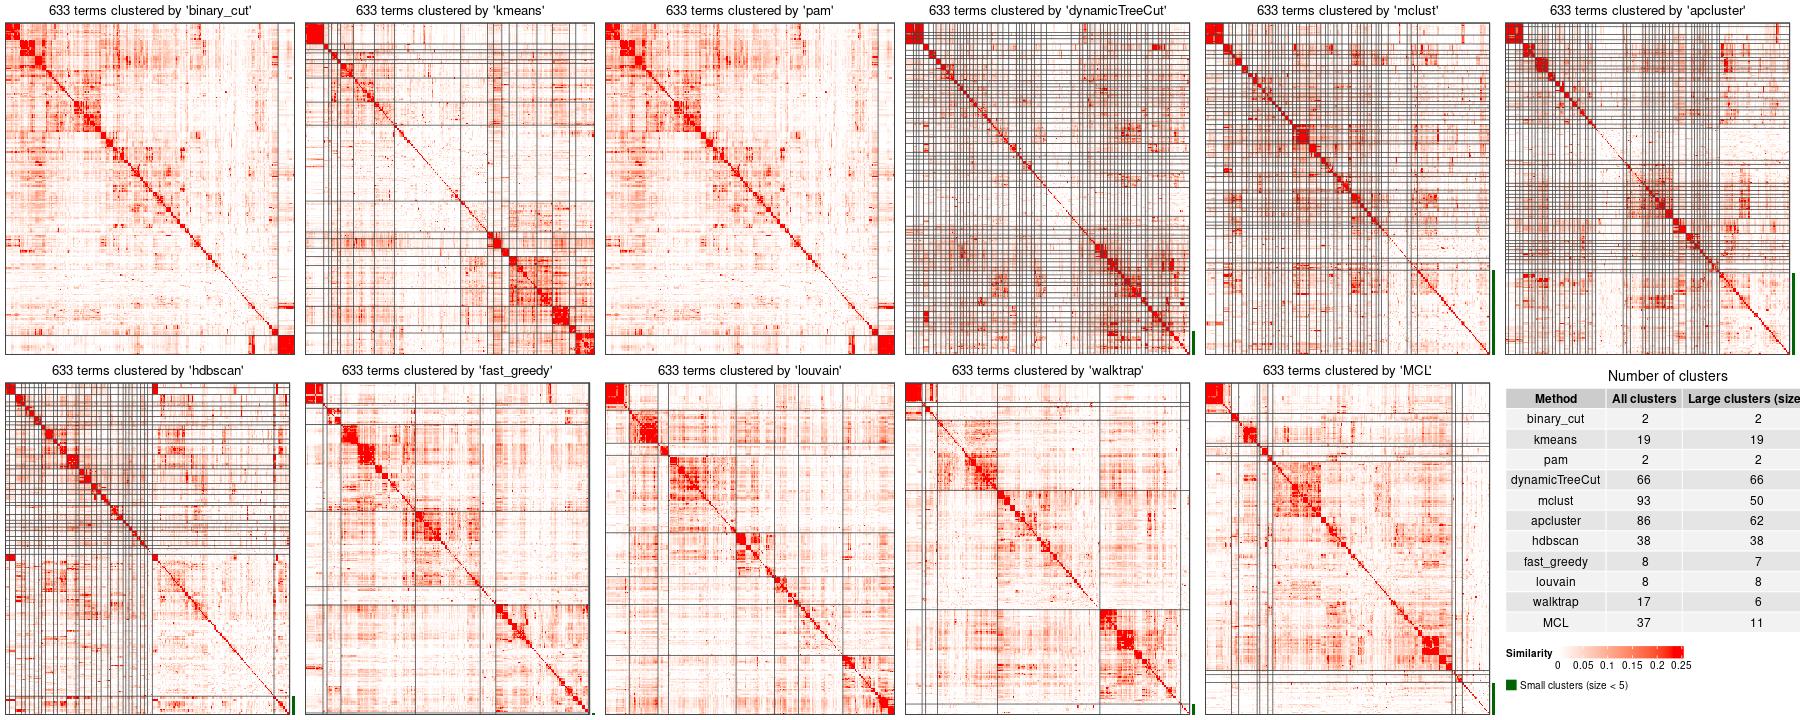 633 terms clustered by 'binary_cut'
633 terms clustered by 'kmeans'
633 terms clustered by 'pam'
633 terms clustered by 'dynamicTreeCut'
633 terms clustered by 'mclust'
633 terms clustered by 'apcluster'
633 terms clustered by 'hdbscan'
633 terms clustered by 'fast_greedy'
633 terms clustered by 'louvain'
633 terms clustered by 'walktrap'
633 terms clustered by 'MCL'
Number of clusters
Method All clusters Large clusters (size
binary_cut 2 2
kmeans 19 19
pam 2 2
dynamicTreeCut 66 66
mclust 93 50
apcluster 86 62
hdbscan 38 38
fast_greedy 8 7
louvain 8 8
walktrap 17 6
MCL 37 11
Similarity
0 0.05 0.1 0.15 0.2 0.25
Small clusters (size < 5)